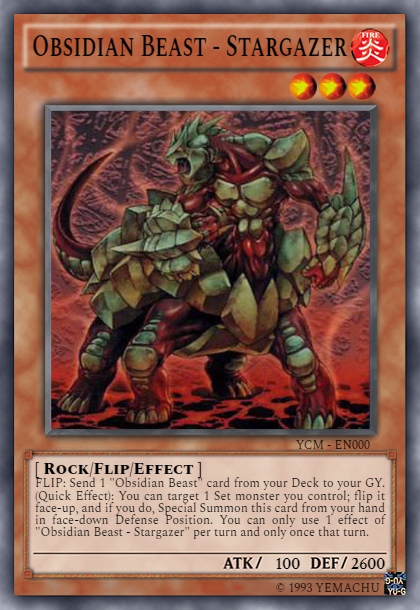 OBSIDIAN BEAST - STARGAZER
FIRE
炎
YCM - EN000
[ ROCK/FLIP/EFFECT ]
FLIP: Send 1 "Obsidian Beast" card from your Deck to your GY.
(Quick Effect): You can target 1 Set monster you control; flip it
face-up, and if you do, Special Summon this card from your hand
in face-down Defense Position. You can only use 1 effect of
"Obsidian Beast - Stargazer" per turn and only once that turn.
ATK/ 100 DEF/ 2600
© 1993 YEMACHU
YU-G